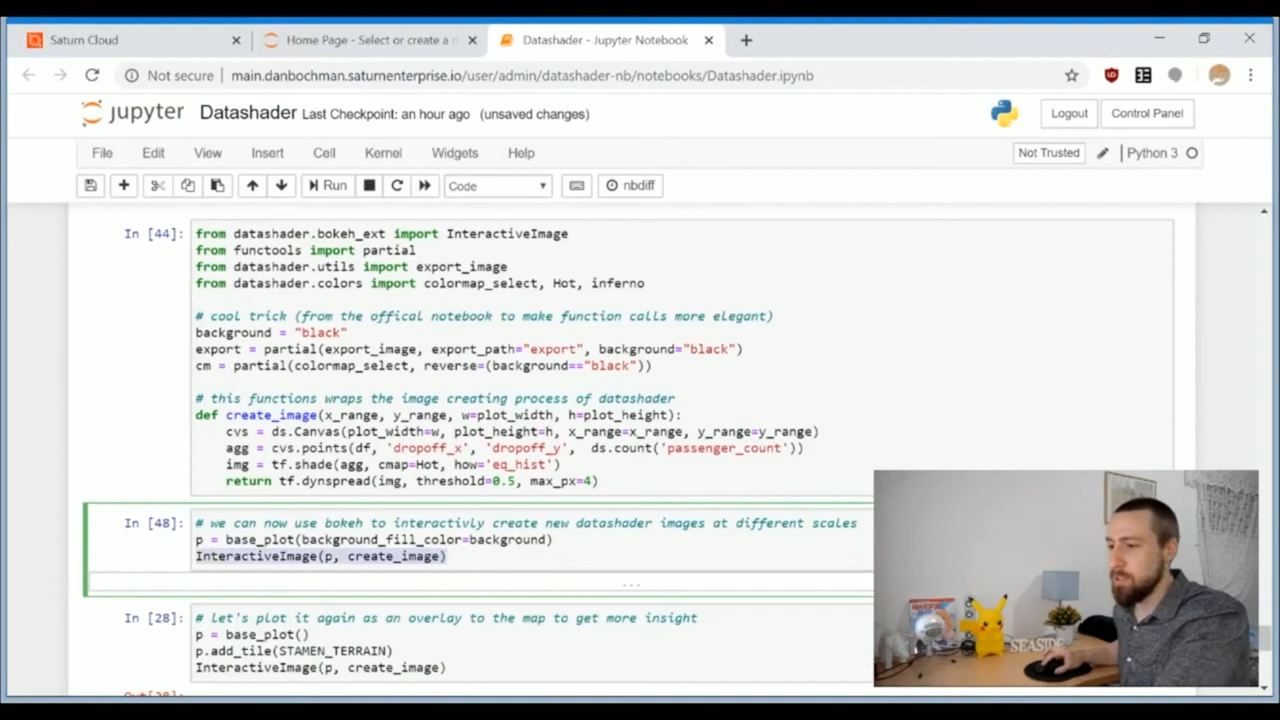 Saturn Cloud
Home Page - Select or create a n
Datashader - Jupyter Notebook
Not secure
main.danbochman.saturnenterprise.io/user/admin/datashader-nb/notebooks/Datashader.ipynb
jupyter
Datashader Last Checkpoint: an hour ago (unsaved changes)
Logout
Control Panel
File Edit View Insert Cell Kernel Widgets Help
Not Trusted
Python 3
Run
Code
nbdiff
In [44]:
from datashader.bokeh_ext import InteractiveImage
from functools import partial
from datashader.utils import export_image
from datashader.colors import colormap_select, Hot, inferno
# cool trick (from the offical notebook to make function calls more elegant)
background = "black"
export = partial(export_image, export_path="export", background="black")
cm = partial(colormap_select, reverse=(background=="black"))
# this functions wraps the image creating process of datashader
def create_image(x_range, y_range, w=plot_width, h=plot_height):
cvs = ds.Canvas(plot_width=w, plot_height=h, x_range=x_range, y_range=y_range)
agg = cvs.points(df, 'dropoff_x', 'dropoff_y', ds.count('passenger_count'))
img = tf.shade(agg, cmap=Hot, how='eq_hist')
return tf.dynspread(img, threshold=0.5, max_px=4)
In [48]:
# we can now use bokeh to interactivly create new datashader images at different scales
p = base_plot(background_fill_color=background)
InteractiveImage(p, create_image)
...
In [28]:
# Let's plot it again as an overlay to the map to get more insight
p = base_plot()
p.add_tile(STAMEN_TERRAIN)
InteractiveImage(p, create_image)
SEASIDE